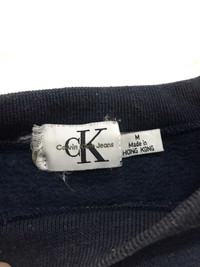 cK
Calvin Klein Jeans
M
Made in
HONG KONG